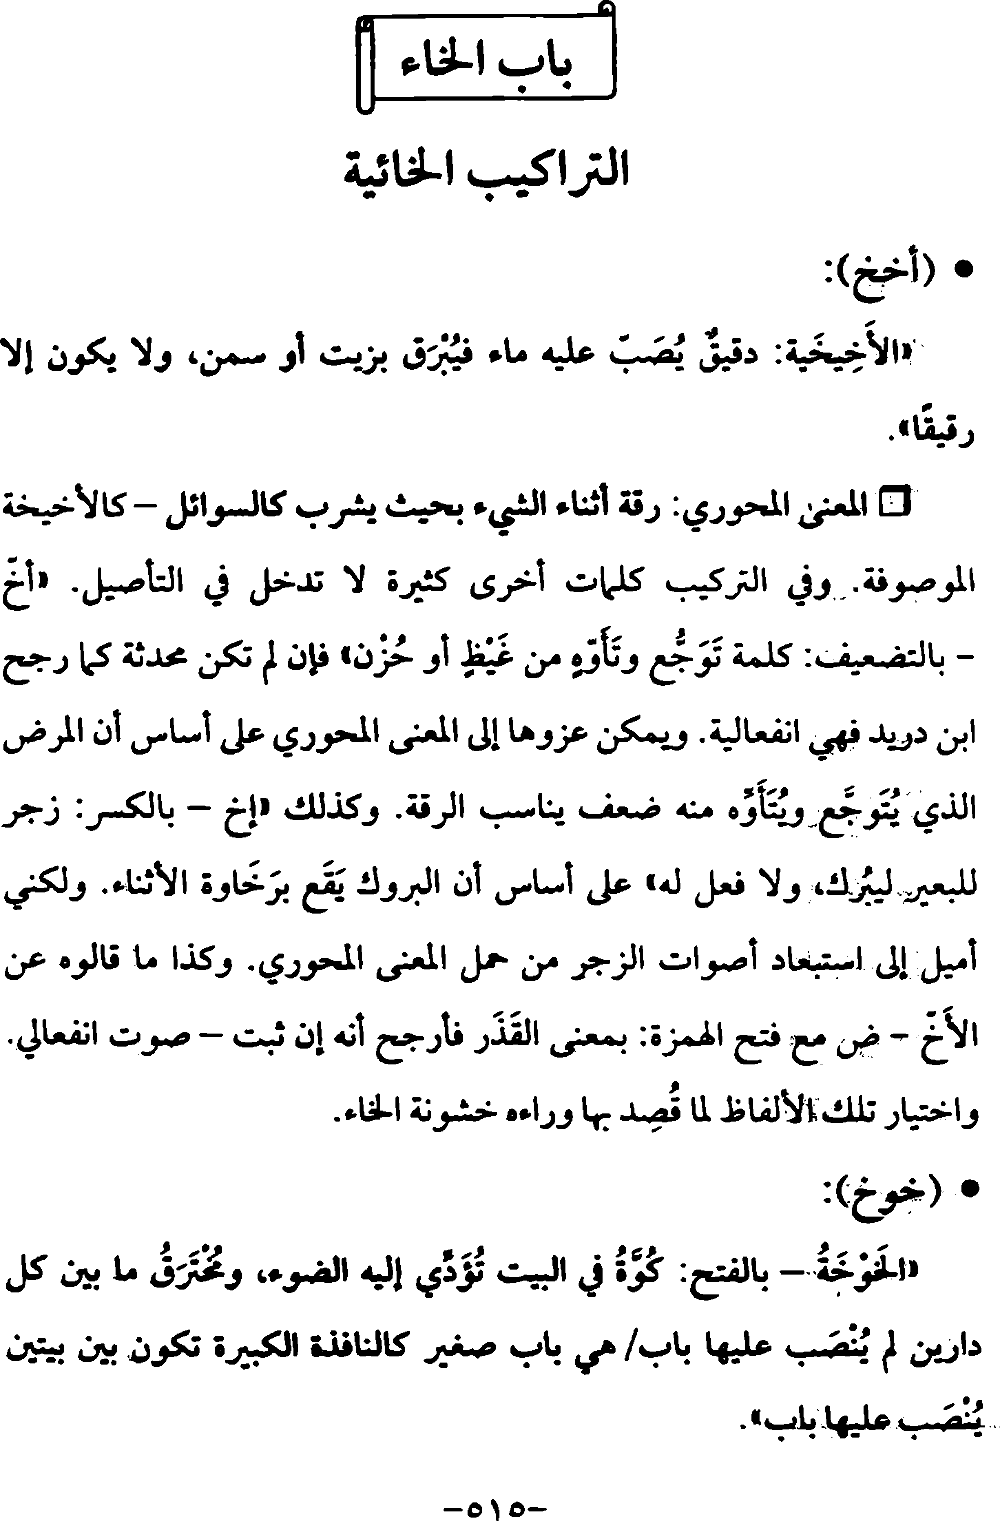 باب الخاء
التراكيب الخائية
• (أخخ):
«الأَخِيخَية: دقيقٌ يُصَبّ عليه ماء فيُبْرَق بزيت أو سمن، ولا يكون إلا
رقيقًا».
❒ المعنى المحوري: رقة أثناء الشيء بحيث يشرب كالسوائل – كالأخيخة
الموصوفة. وفي التركيب كلمات أخرى كثيرة لا تدخل في التأصيل. «أخّ
– بالتضعيف: كلمة تَوَجُّع وتَأَوّهٍ من غَيْظٍ أو حُزْن» فإن لم تكن محدثة كما رجح
ابن دريد فهي انفعالية. ويمكن عزوها إلى المعنى المحوري على أساس أن المرض
الذي يُتَوجَّع ويُتَأَوَّه منه ضعف يناسب الرقة. وكذلك «إخ – بالكسر: زجر
للبعير ليبُرك، ولا فعل له» على أساس أن البروك يَقَع برَخَاوة الأثناء. ولكني
أميل إلى استبعاد أصوات الزجر من حمل المعنى المحوري. وكذا ما قالوه عن
الأَخّ – ض مع فتح الهمزة: بمعنى القَذَر فأرجح أنه إن ثبت – صوت انفعالي.
واختيار تلك الألفاظ لما قُصِد بها وراءه خشونة الخاء.
• (خوخ):
«الخَوْخَةُ – بالفتح: كُوَّةُ في البيت تُؤَدِّي إليه الضوء، ومُخْتَرَقُ ما بين كل
دارين لم يُنْصَب عليها باب/ هي باب صغير كالنافذة الكبيرة تكون بين بيتين
يُنْصَب عليها باب».
–٥١٥–